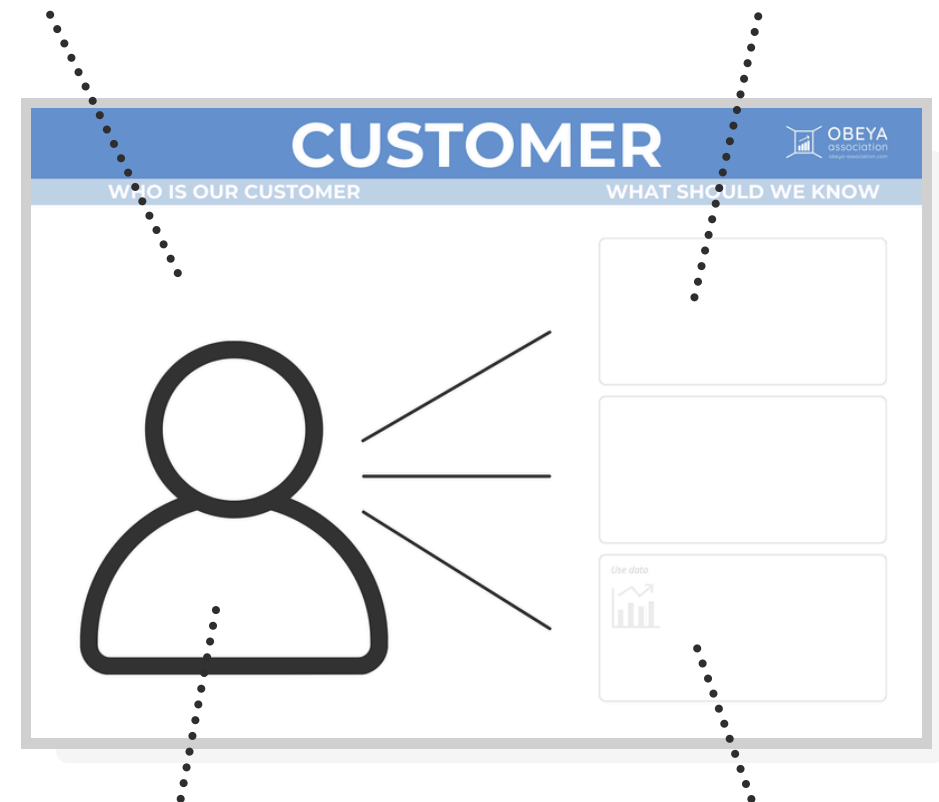 CUSTOMER
OBEYA
association
obeya-association.com
WHO IS OUR CUSTOMER
WHAT SHOULD WE KNOW
Use data